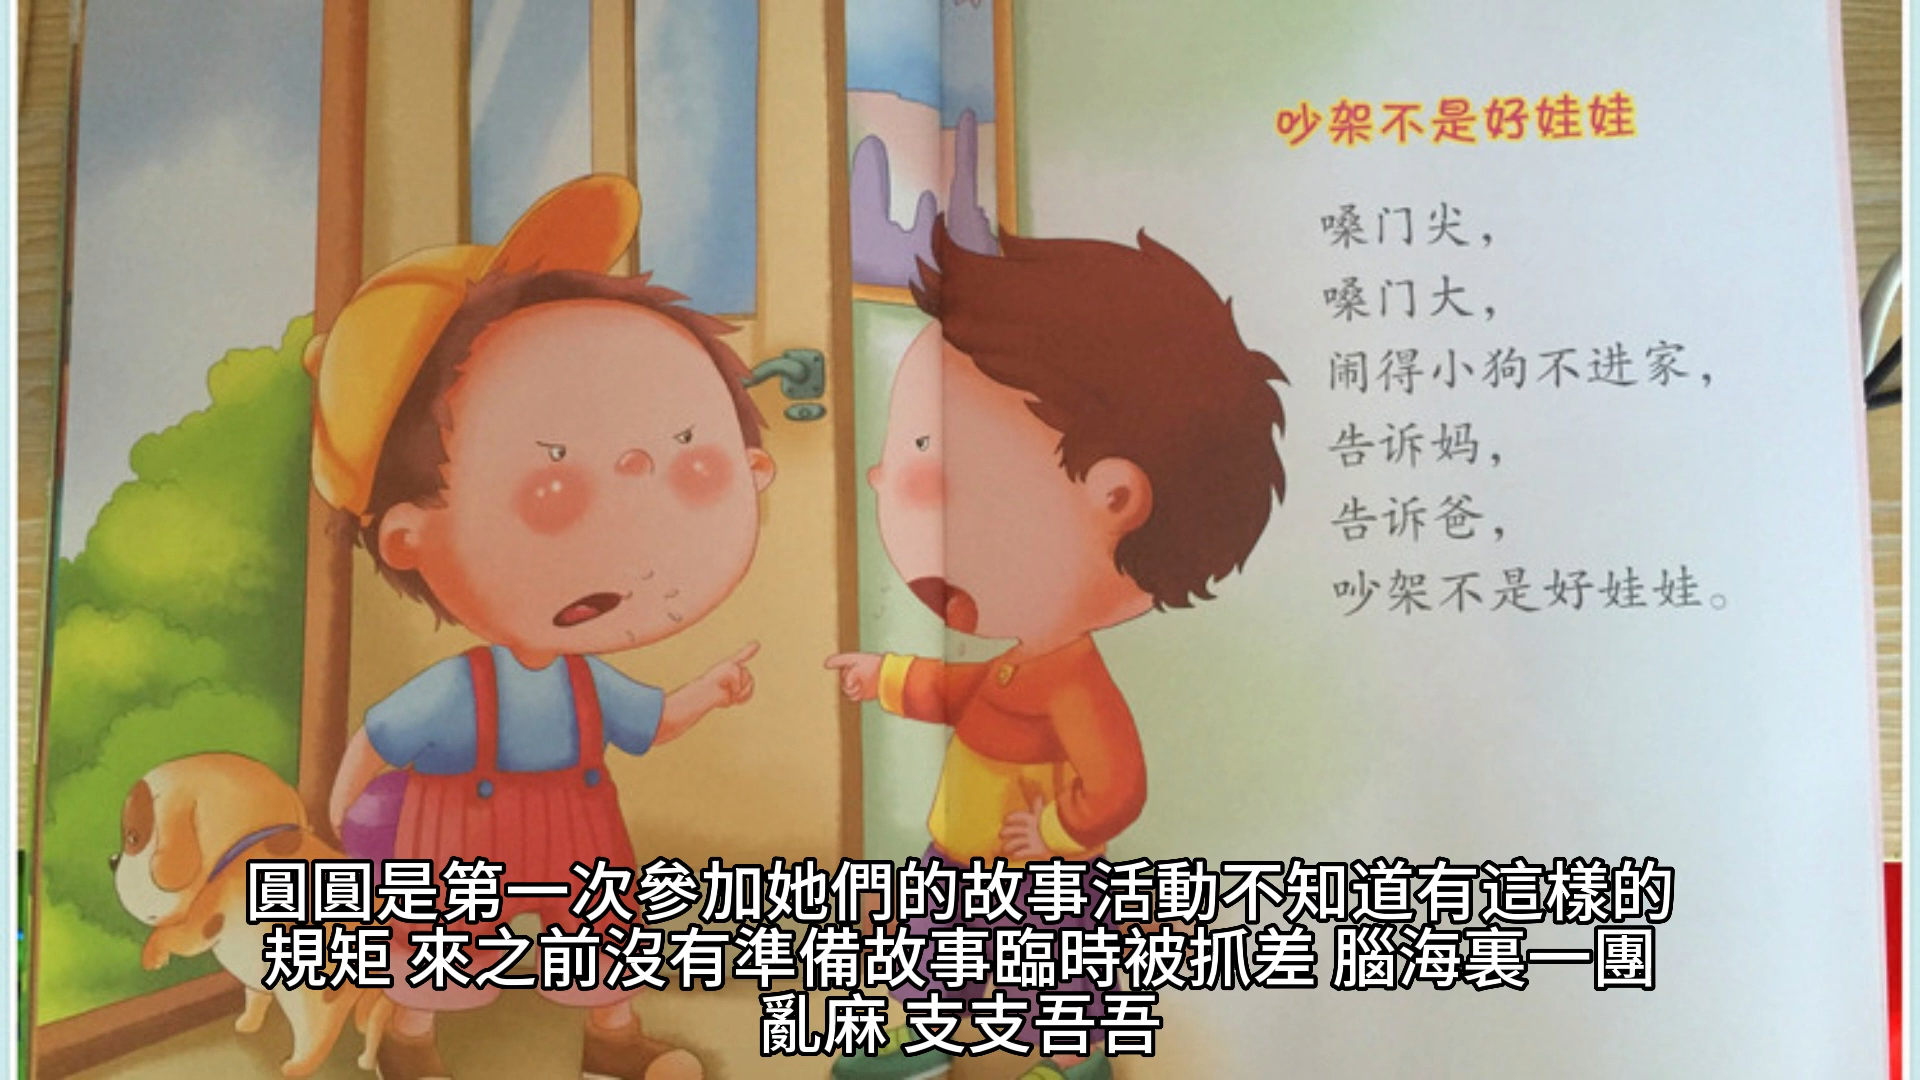 吵架不是好娃娃
嗓门尖，
嗓门大，
闹得小狗不进家，
告诉妈，
告诉爸，
吵架不是好娃娃。
圓圓是第一次參加她們的故事活動不知道有這樣的
規矩 來之前沒有準備故事臨時被抓差 腦海裏一團
亂麻 支支吾吾